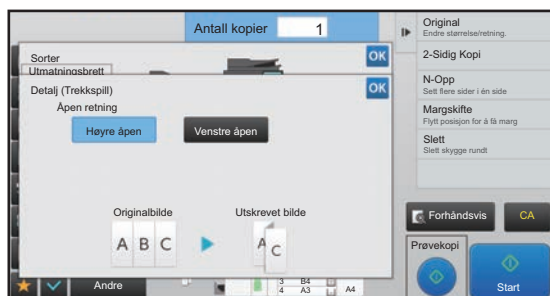 Antall kopier 1
Sorter
OK
Utmatningsbrett
Detalj (Trekkspill)
OK
Åpen retning
Høyre åpen
Venstre åpen
Originalbilde
Utskrevet bilde
A B C
A C
Andre
3 B4
4 A3
A4
Original
Endre størrelse/retning.
2-Sidig Kopi
N-Opp
Sett flere sider i én side
Margskifte
Flytt posisjon for å få marg
Slett
Slett skygge rundt
Forhåndsvis
CA
Prøvekopi
Start